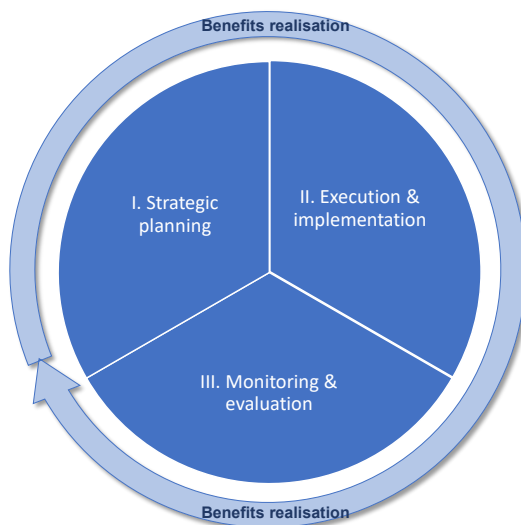 Benefits realisation
I. Strategic
planning
II. Execution &
implementation
III. Monitoring &
evaluation
Benefits realisation